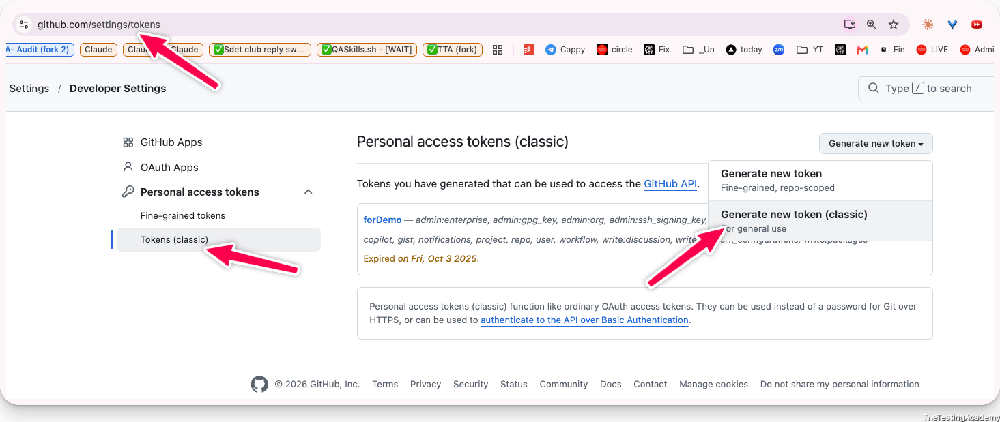 github.com/settings/tokens
A- Audit (fork 2) Claude Clau Claude ✅Sdet club reply sw... ✅QASkills.sh - [WAIT] ✅TTA (fork) Cappy circle Fix _Un today zm YT Fin LIVE Admi
Settings / Developer Settings
Type / to search
GitHub Apps
OAuth Apps
Personal access tokens
Fine-grained tokens
Tokens (classic)
Personal access tokens (classic)
Generate new token
Tokens you have generated that can be used to access the GitHub API.
Generate new token
Fine-grained, repo-scoped
Generate new token (classic)
For general use
forDemo — admin:enterprise, admin:gpg_key, admin:org, admin:ssh_signing_key,
copilot, gist, notifications, project, repo, user, workflow, write:discussion, write
Expired on Fri, Oct 3 2025.
Personal access tokens (classic) function like ordinary OAuth access tokens. They can be used instead of a password for Git over
HTTPS, or can be used to authenticate to the API over Basic Authentication.
© 2026 GitHub, Inc. Terms Privacy Security Status Community Docs Contact Manage cookies Do not share my personal information
TheTestingAcademy